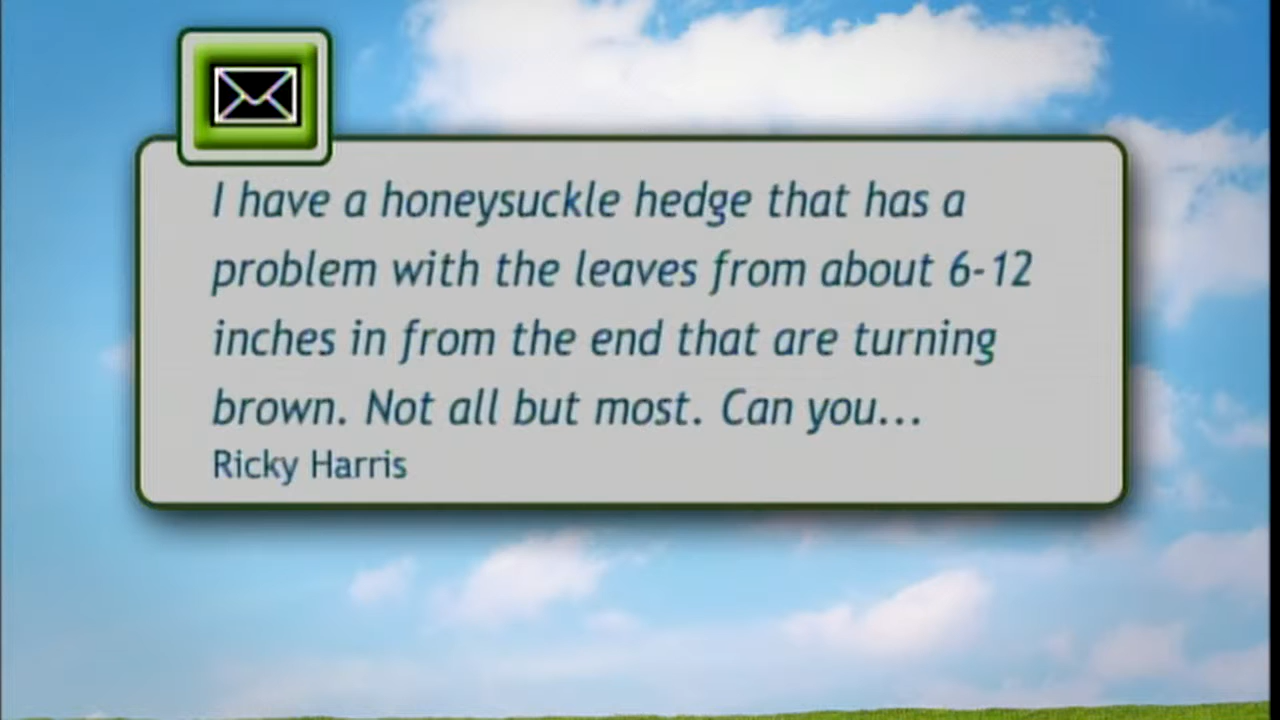 I have a honeysuckle hedge that has a
problem with the leaves from about 6-12
inches in from the end that are turning
brown. Not all but most. Can you...
Ricky Harris